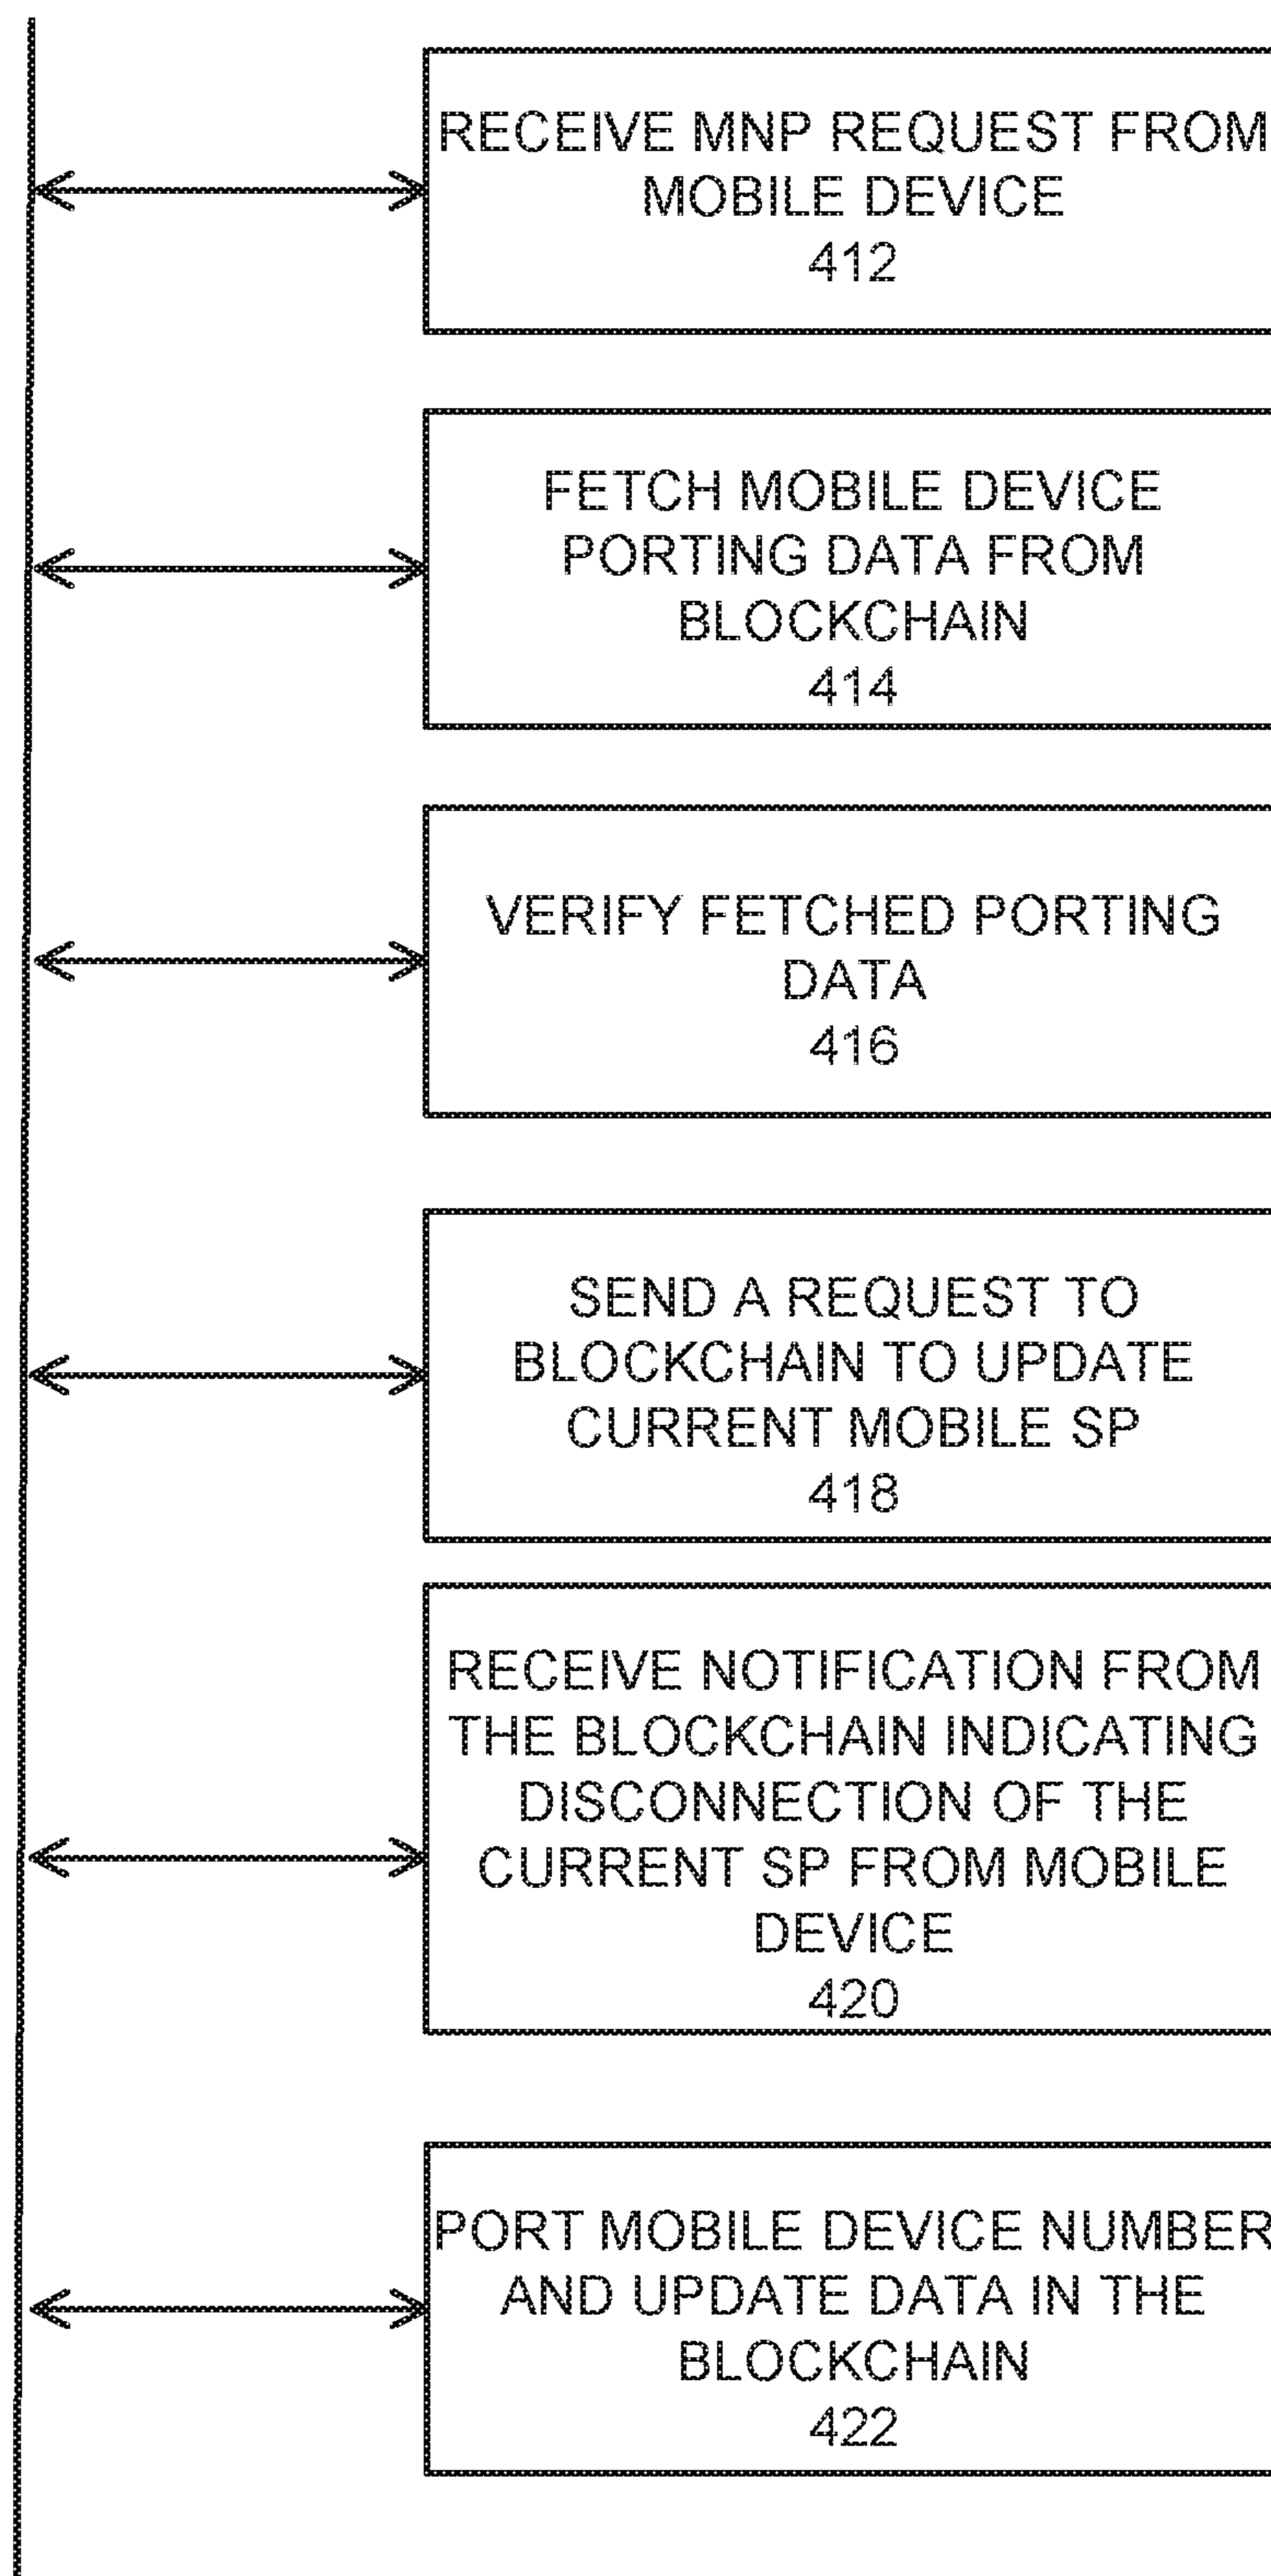 RECEIVE MNP REQUEST FROM
MOBILE DEVICE
412
FETCH MOBILE DEVICE
PORTING DATA FROM
BLOCKCHAIN
414
VERIFY FETCHED PORTING
DATA
416
SEND A REQUEST TO
BLOCKCHAIN TO UPDATE
CURRENT MOBILE SP
418
RECEIVE NOTIFICATION FROM
THE BLOCKCHAIN INDICATING
DISCONNECTION OF THE
CURRENT SP FROM MOBILE
DEVICE
420
PORT MOBILE DEVICE NUMBER
AND UPDATE DATA IN THE
BLOCKCHAIN
422